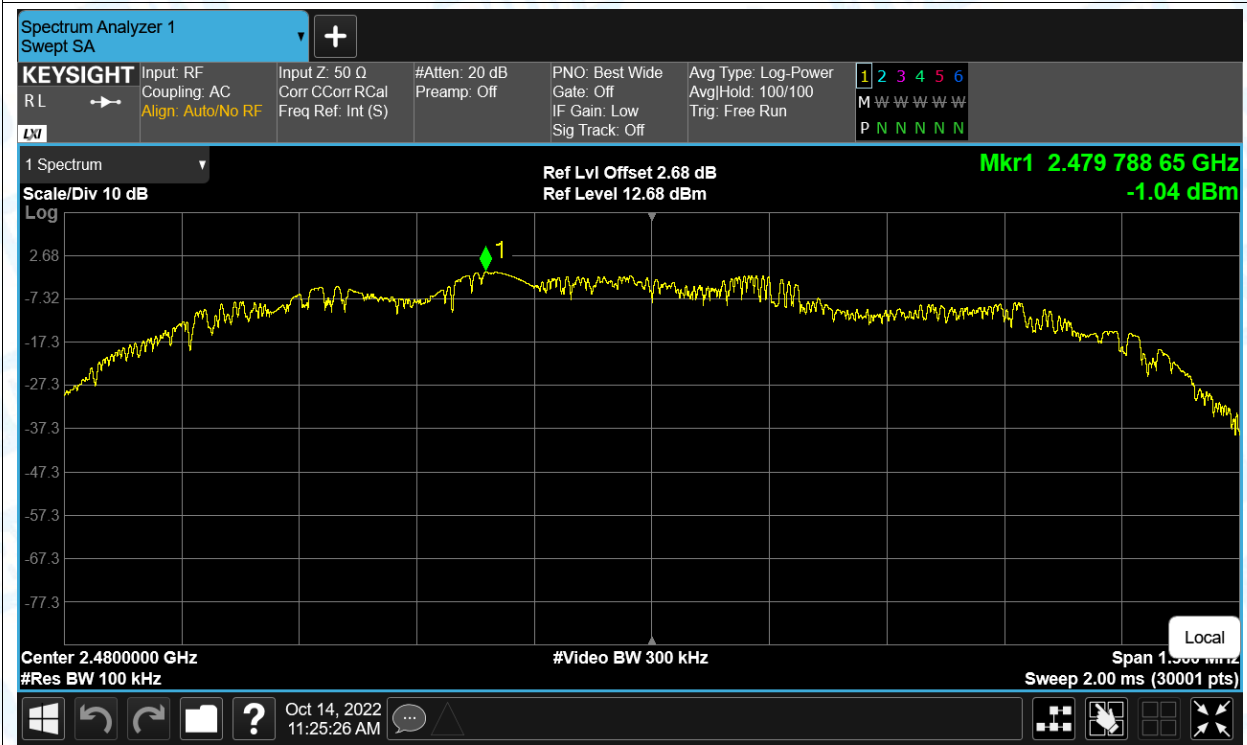 Spectrum Analyzer 1
Swept SA
KEYSIGHT
R L
LXI
Input: RF
Coupling: AC
Align: Auto/No RF
Input Z: 50 Ω
Corr CCorr RCal
Freq Ref: Int (S)
#Atten: 20 dB
Preamp: Off
PNO: Best Wide
Gate: Off
IF Gain: Low
Sig Track: Off
Avg Type: Log-Power
Avg|Hold: 100/100
Trig: Free Run
1 2 3 4 5 6
M W W W W W
P N N N N N
1 Spectrum
Scale/Div 10 dB
Log
Ref Lvl Offset 2.68 dB
Ref Level 12.68 dBm
Mkr1 2.479 788 65 GHz
-1.04 dBm
1
2.68
-7.32
-17.3
-27.3
-37.3
-47.3
-57.3
-67.3
-77.3
Local
Center 2.4800000 GHz
#Video BW 300 kHz
Span
#Res BW 100 kHz
Sweep 2.00 ms (30001 pts)
?
Oct 14, 2022
11:25:26 AM